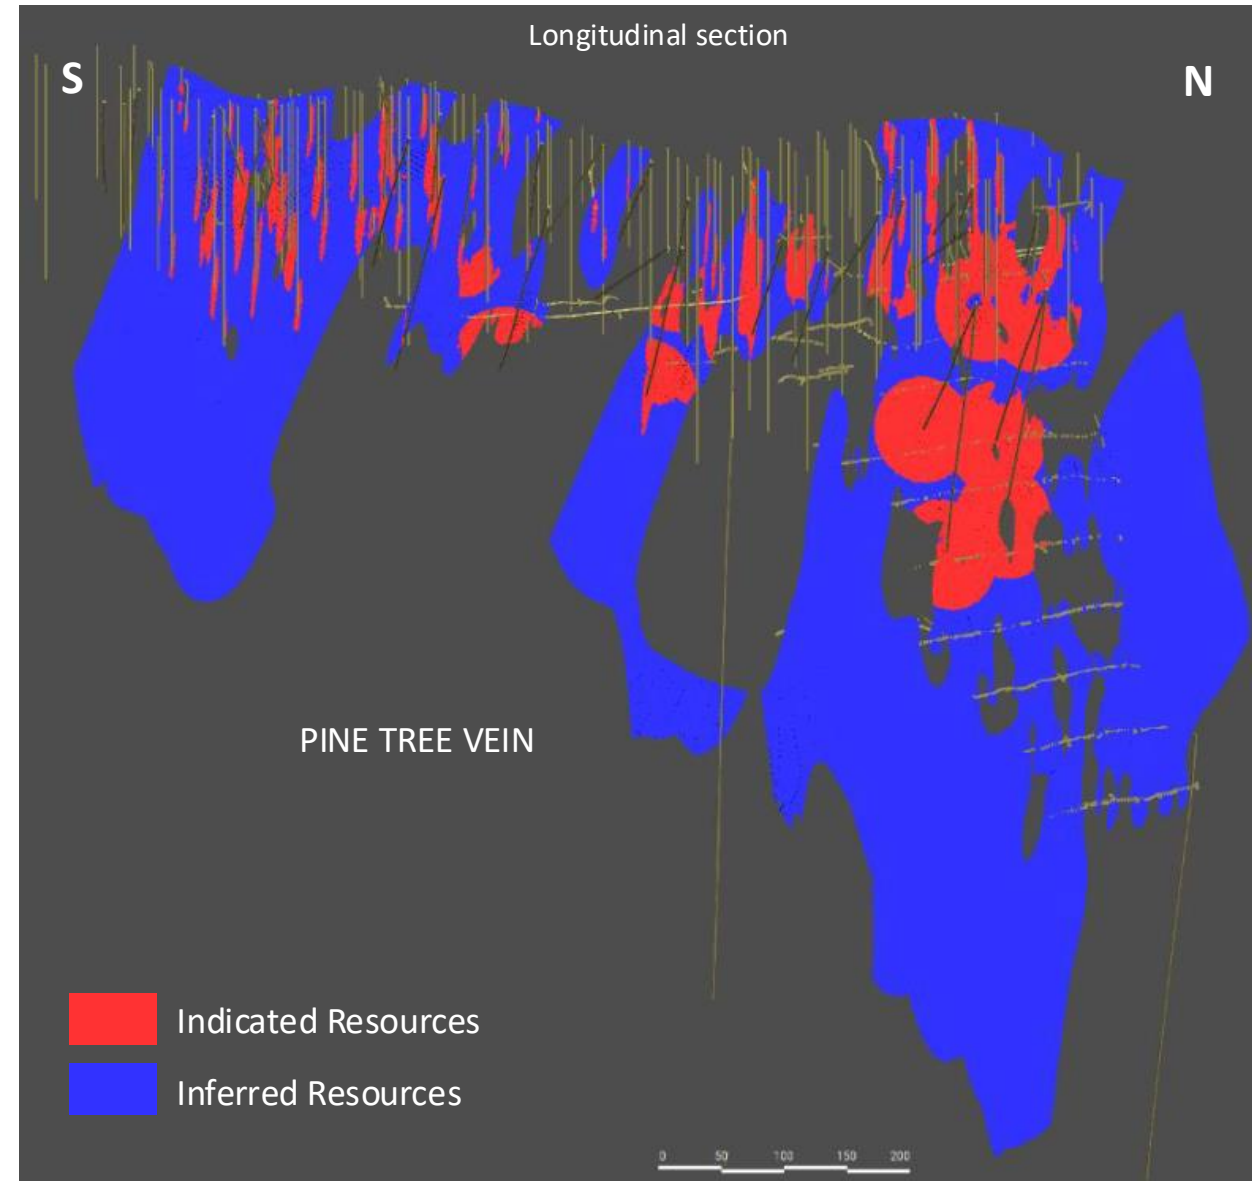 Longitudinal section
S
N
PINE TREE VEIN
Indicated Resources
Inferred Resources
0 50 100 150 200